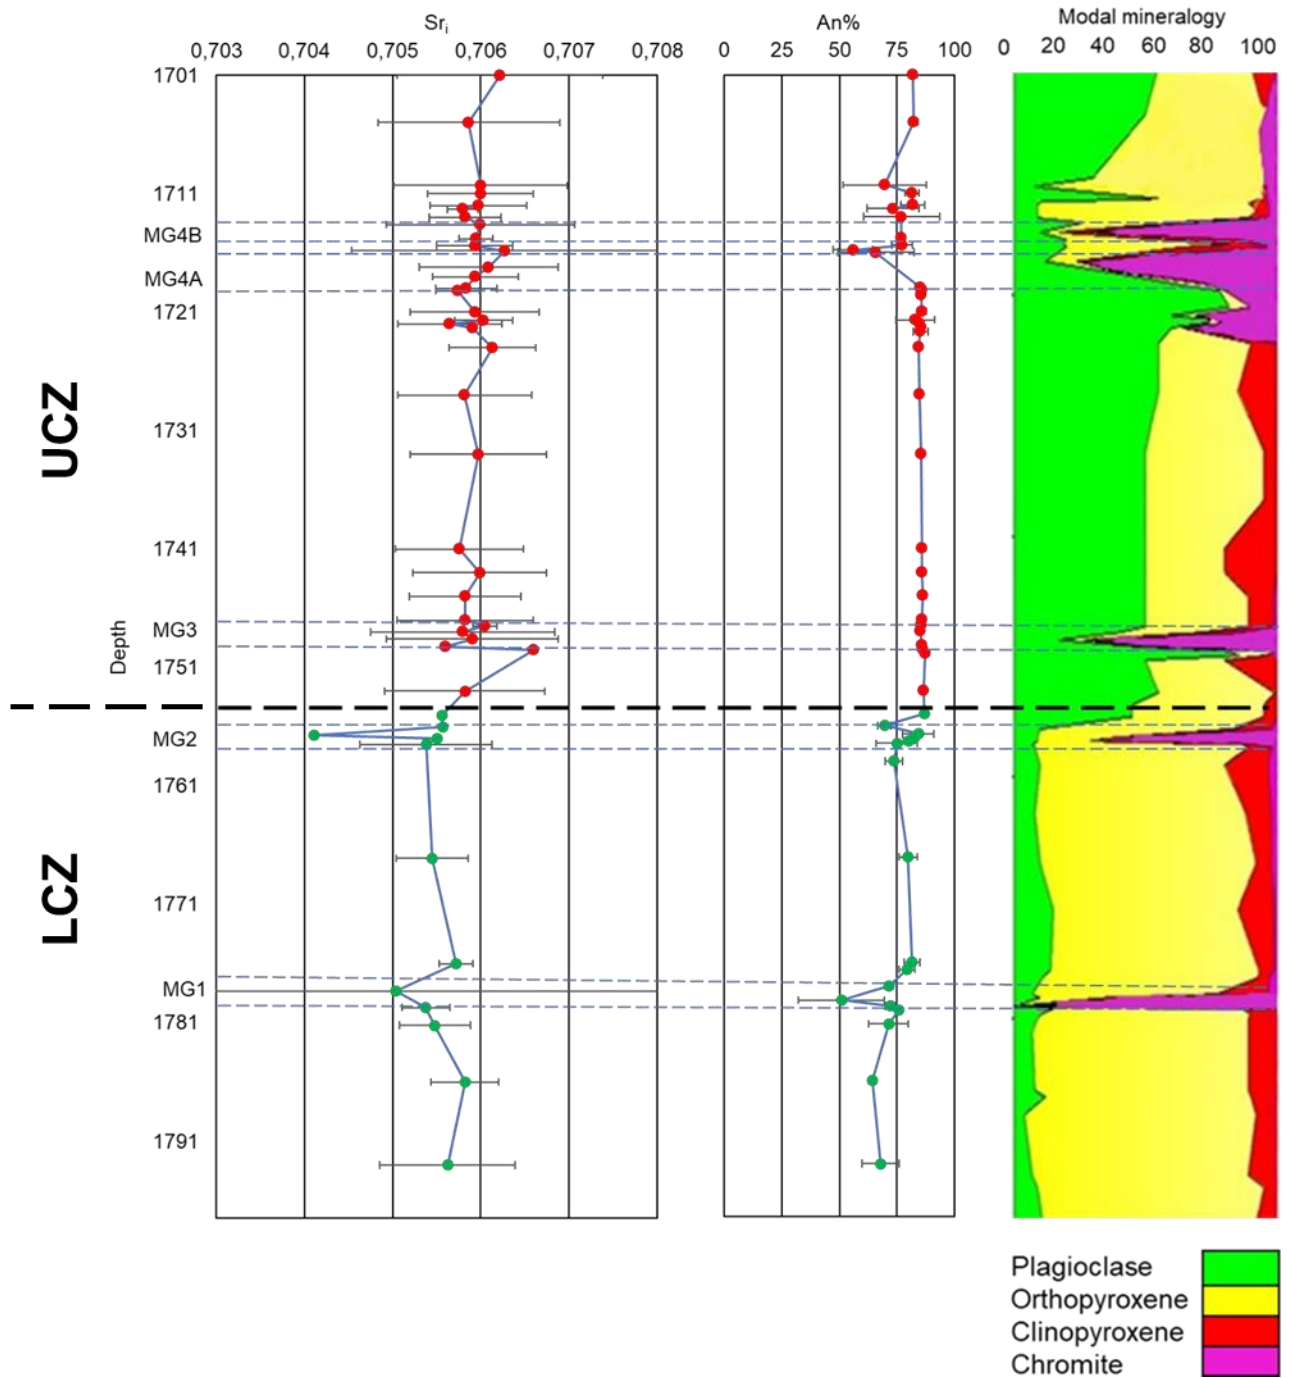 Sri
An%
Modal mineralogy
0,703 0,704 0,705 0,706 0,707 0,708
0 25 50 75 100
0 20 40 60 80 100
1701
1711
MG4B
MG4A
1721
UCZ
1731
1741
MG3
Depth
1751
MG2
1761
LCZ
1771
MG1
1781
1791
Plagioclase
Orthopyroxene
Clinopyroxene
Chromite